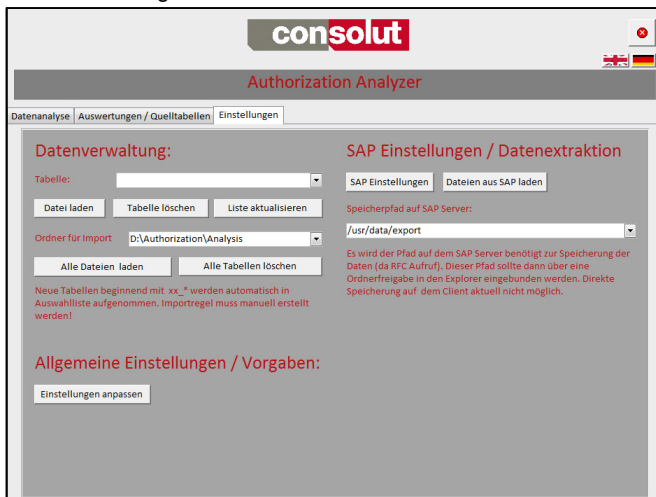 consolut
Authorization Analyzer
Datenanalyse Auswertungen / Quelltabellen Einstellungen
Datenverwaltung:
Tabelle:
Datei laden Tabelle löschen Liste aktualisieren
Ordner für Import D:\Authorization\Analysis
Alle Dateien laden Alle Tabellen löschen
Neue Tabellen beginnend mit xx_* werden automatisch in
Auswahlliste aufgenommen. Importregel muss manuell erstellt
werden!
Allgemeine Einstellungen / Vorgaben:
Einstellungen anpassen
SAP Einstellungen / Datenextraktion
SAP Einstellungen Dateien aus SAP laden
Speicherpfad auf SAP Server:
/usr/data/export
Es wird der Pfad auf dem SAP Server benötigt zur Speicherung der
Daten (da RFC Aufruf). Dieser Pfad sollte dann über eine
Ordnerfreigabe in den Explorer eingebunden werden. Direkte
Speicherung auf dem Client aktuell nicht möglich.